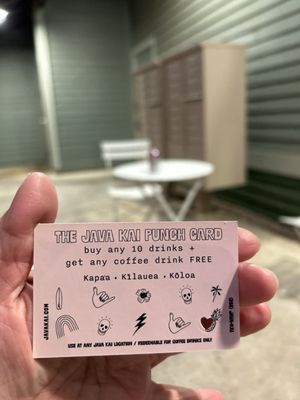 THE JAVA KAI PUNCH CARD
buy any 10 drinks +
get any coffee drink FREE
Kapaa • Kīlauea • Kōloa
JAVAKAI.COM
USE AT ANY JAVA KAI LOCATION / REDEEMABLE FOR COFFEE DRINKS ONLY